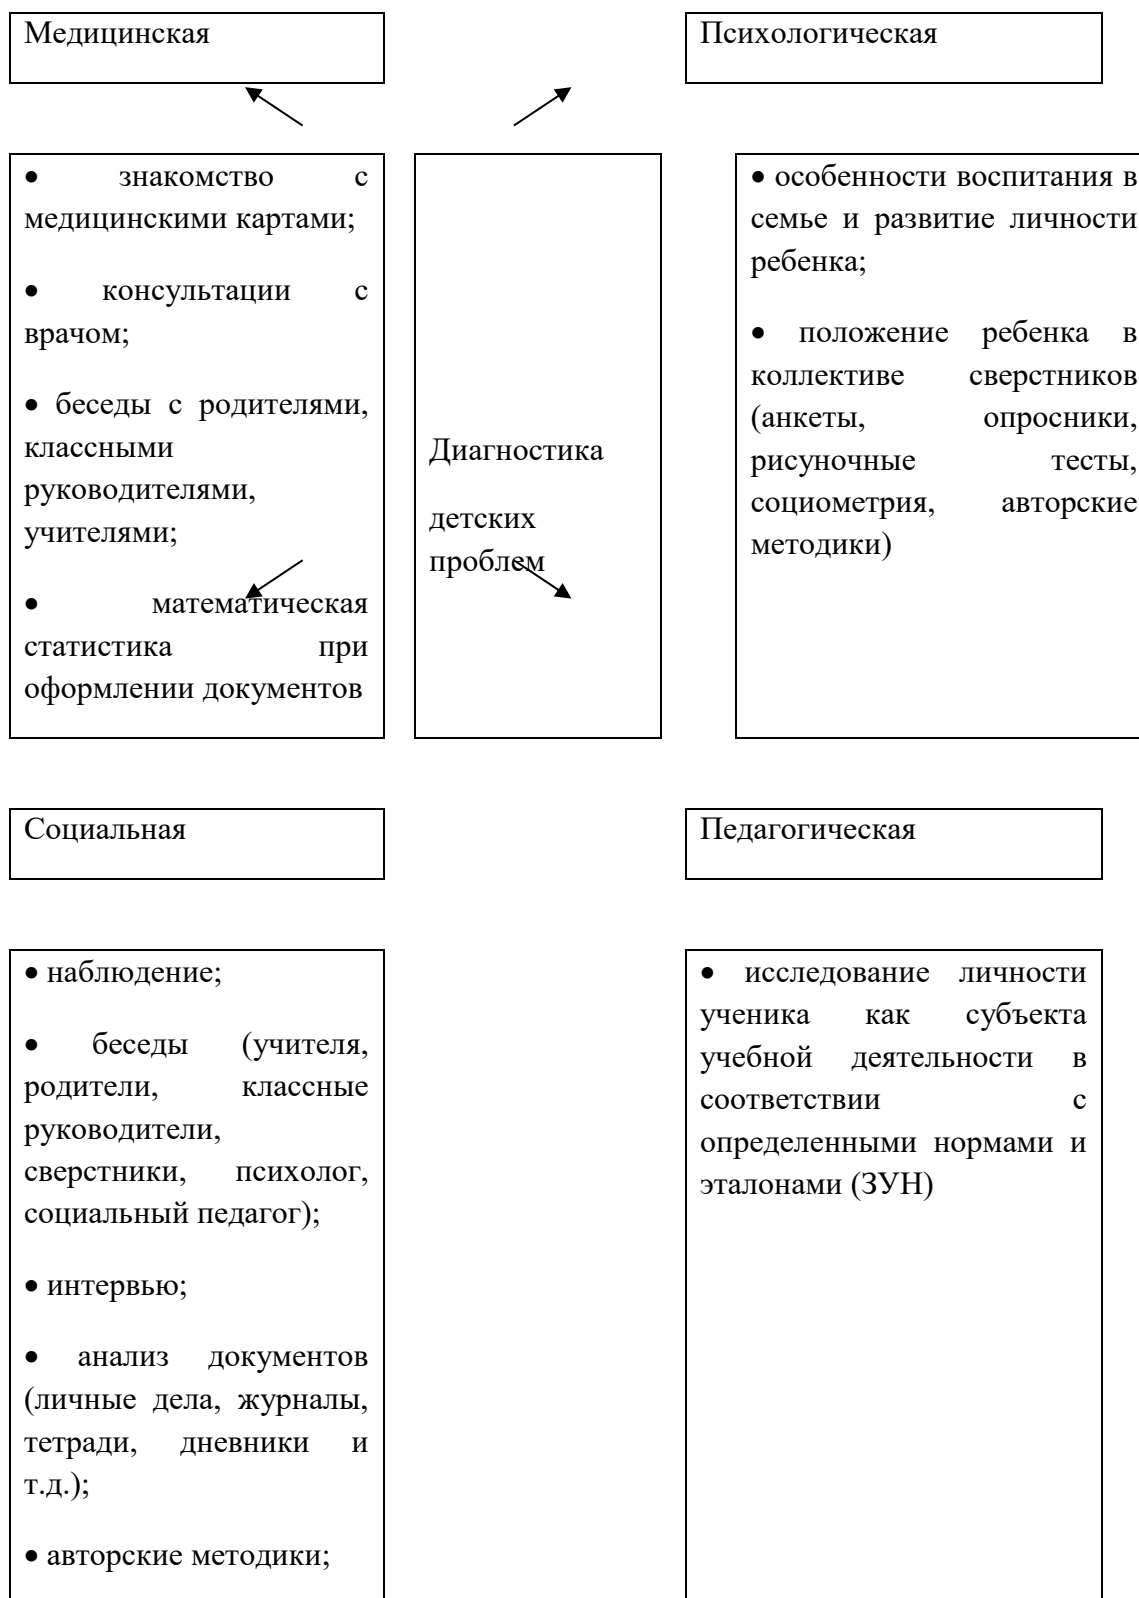 Медицинская
Психологическая
• знакомство с
медицинскими картами;
• консультации с
врачом;
• беседы с родителями,
классными
руководителями,
учителями;
• математическая
статистика при
оформлении документов
Диагностика
детских
проблем
• особенности воспитания в
семье и развитие личности
ребенка;
• положение ребенка в
коллективе сверстников
(анкеты, опросники,
рисуночные тесты,
социометрия, авторские
методики)
Социальная
Педагогическая
• наблюдение;
• беседы (учителя,
родители, классные
руководители,
сверстники, психолог,
социальный педагог);
• интервью;
• анализ документов
(личные дела, журналы,
тетради, дневники и
т.д.);
• авторские методики;
• исследование личности
ученика как субъекта
учебной деятельности в
соответствии с
определенными нормами и
эталонами (ЗУН)